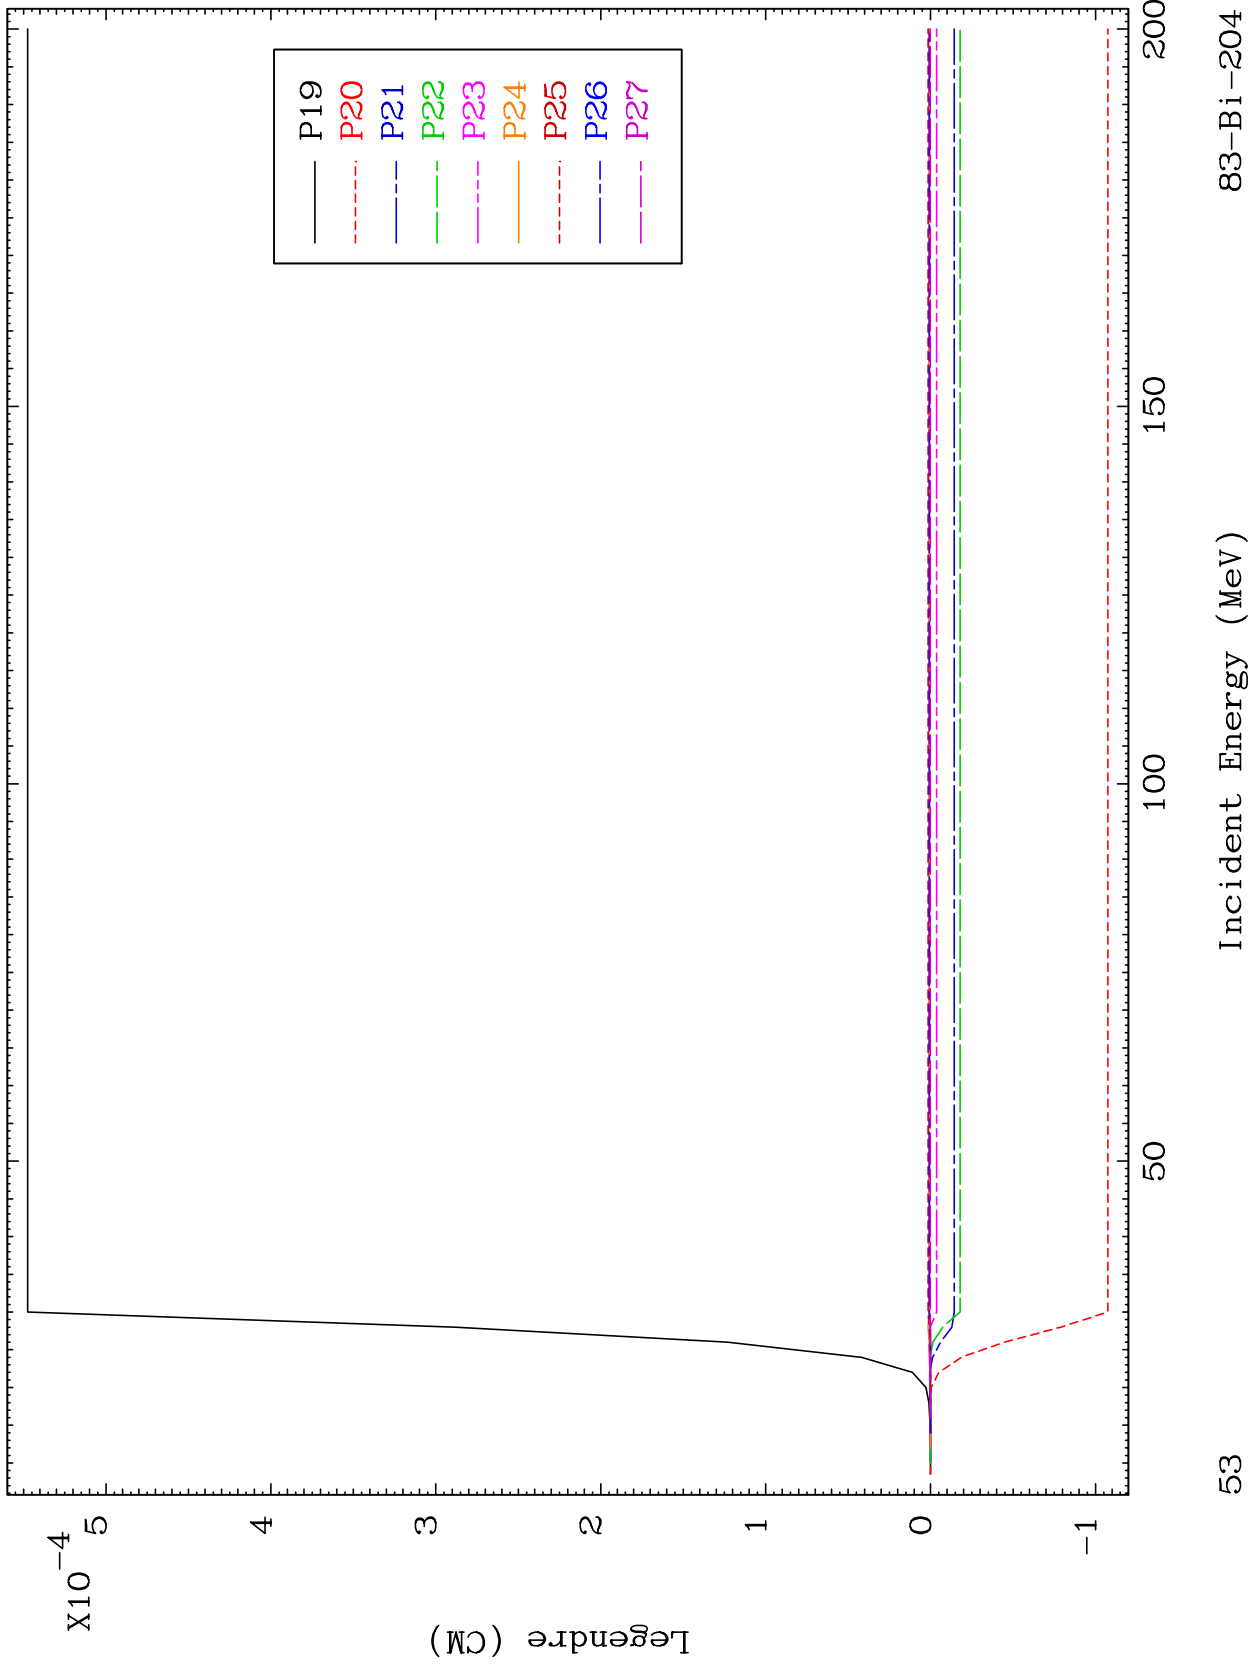 X10^-4
5
4
3
2
1
0
-1
Legendre (CM)
P19
P20
P21
P22
P23
P24
P25
P26
P27
50
100
150
200
Incident Energy (MeV)
53
83-Bi-204